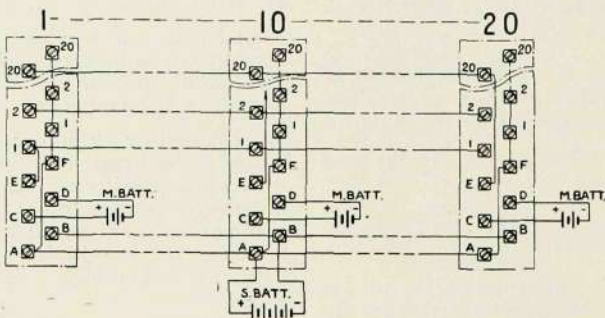 1 10 20
20 20 20
20 20 20
2 2 2
2 2 2
1 1 1
1 1 1
F F F
E E E
D M.BATT. D M.BATT. D M.BATT.
C + - C + - C + -
B B B
A A A
S.BATT.
+ -